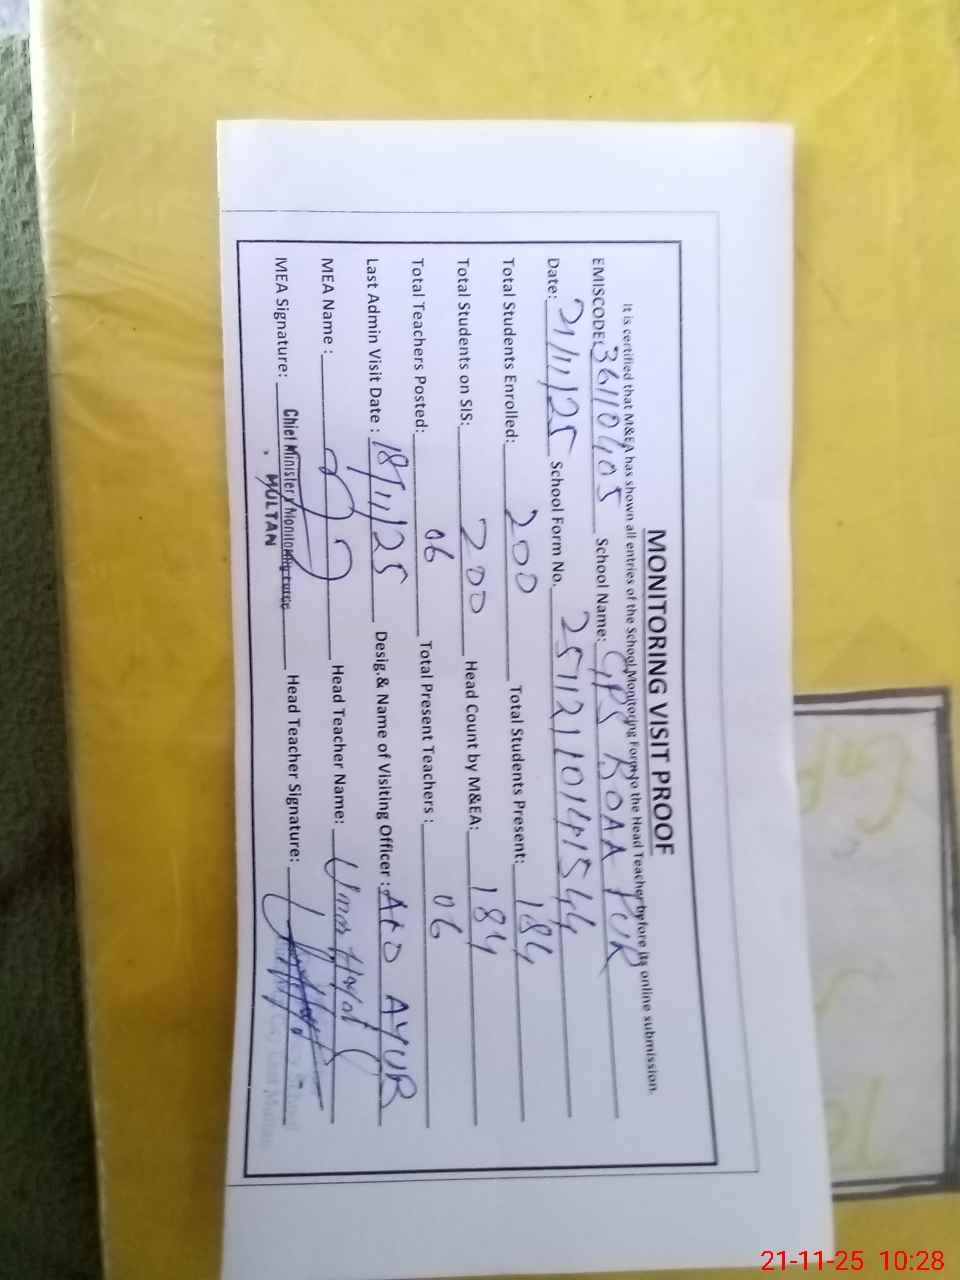 MONITORING VISIT PROOF
It is certified that M&EA has shown all entries of the School Monitoring Form to the Head Teacher before its online submission.
EMISCODE: 36110405 School Name: GPS BOAA PUR
Date: 21/11/25 School Form No. 25112110141544
Total Students Enrolled: 200 Total Students Present: 184
Total Students on SIS: 200 Head Count by M&EA: 184
Total Teachers Posted: 06 Total Present Teachers : 06
Last Admin Visit Date : 18/11/25 Desig.& Name of Visiting Officer :
MEA Name : Head Teacher Name:
MEA Signature: Chief Minister's Monitoring Force Head Teacher Signature:
MULTAN
21-11-25 10:28